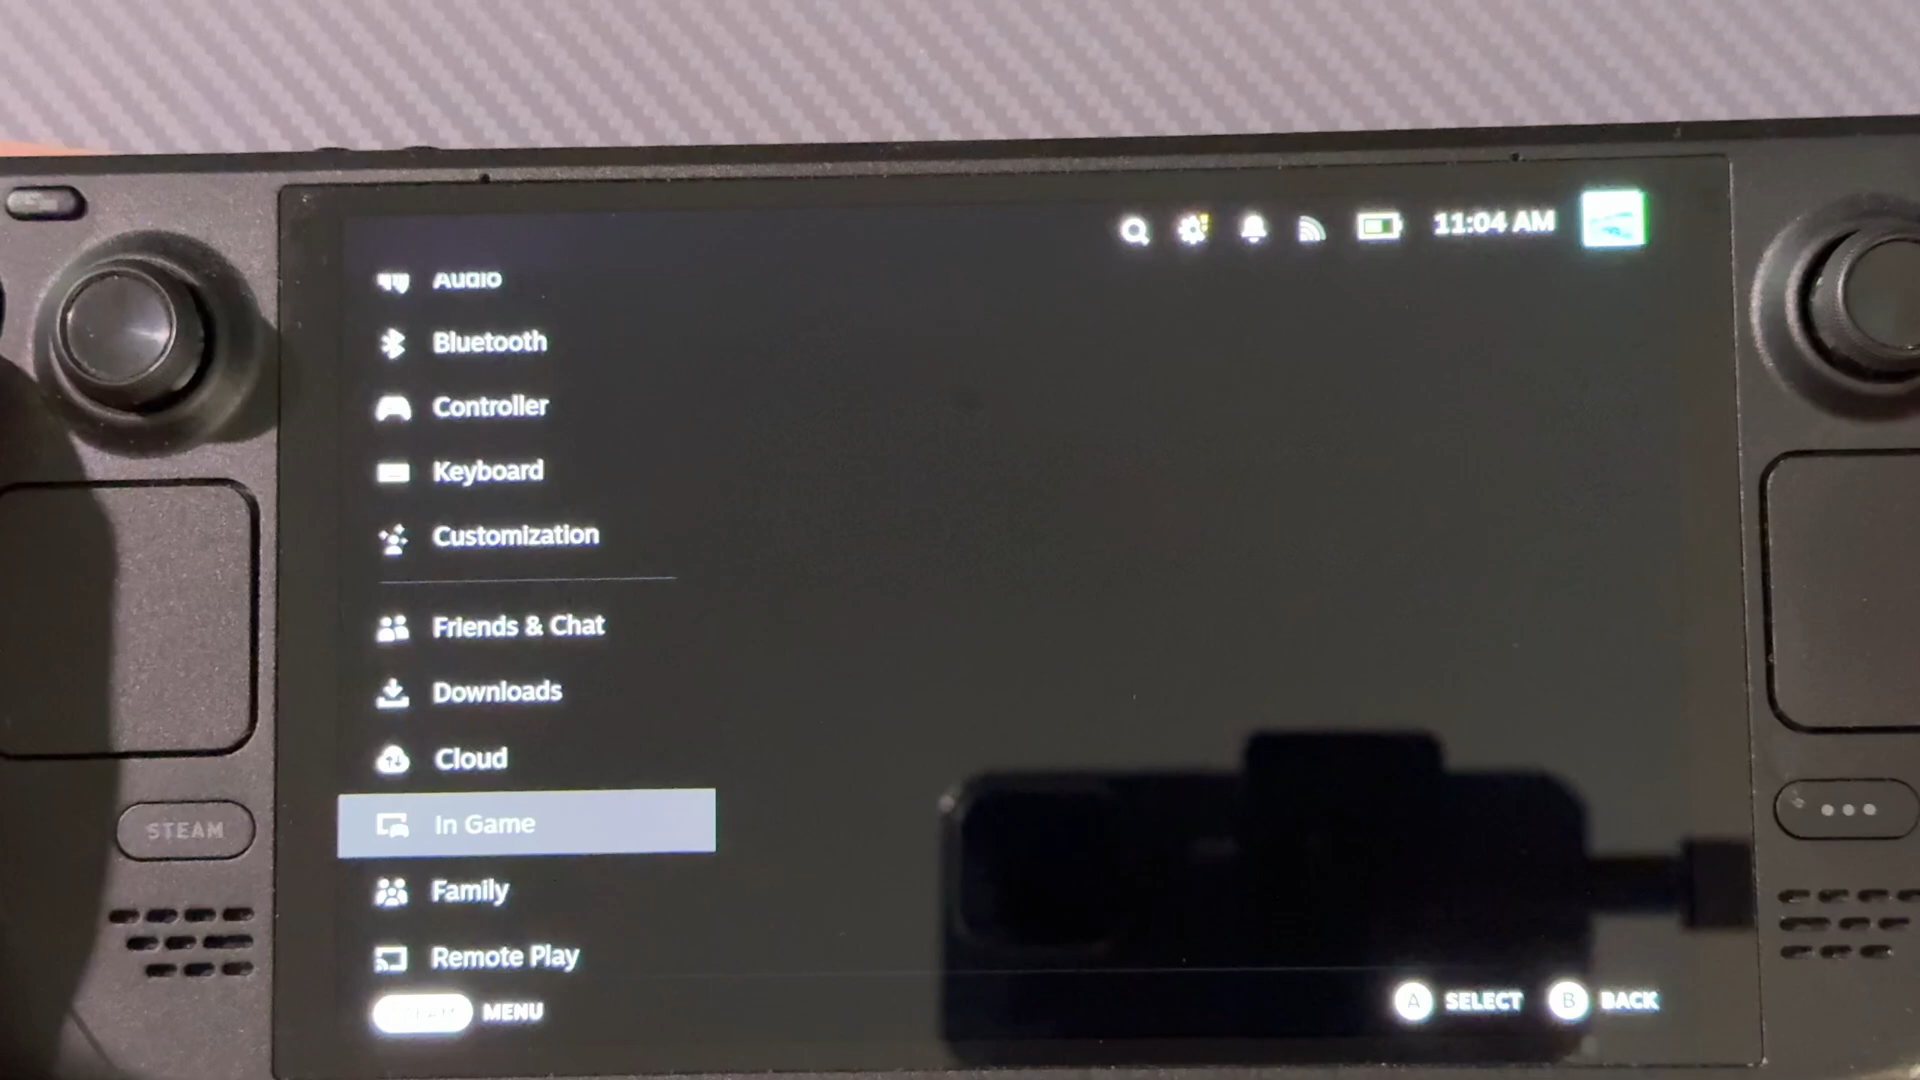 11:04 AM
Audio
Bluetooth
Controller
Keyboard
Customization
Friends & Chat
Downloads
Cloud
In Game
Family
Remote Play
STEAM MENU
A SELECT B BACK
STEAM